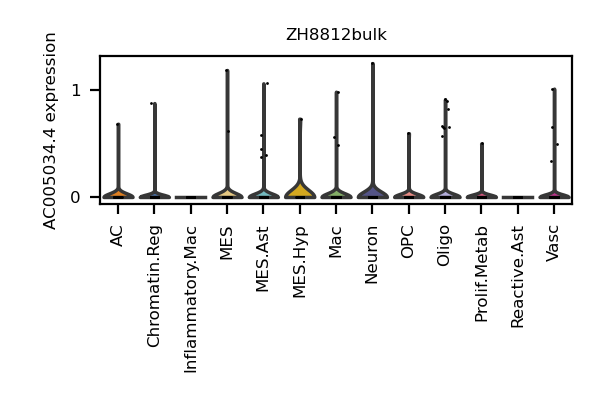 ZH8812bulk
AC005034.4 expression
1
0
AC
Chromatin.Reg
Inflammatory.Mac
MES
MES.Ast
MES.Hyp
Mac
Neuron
OPC
Oligo
Prolif.Metab
Reactive.Ast
Vasc